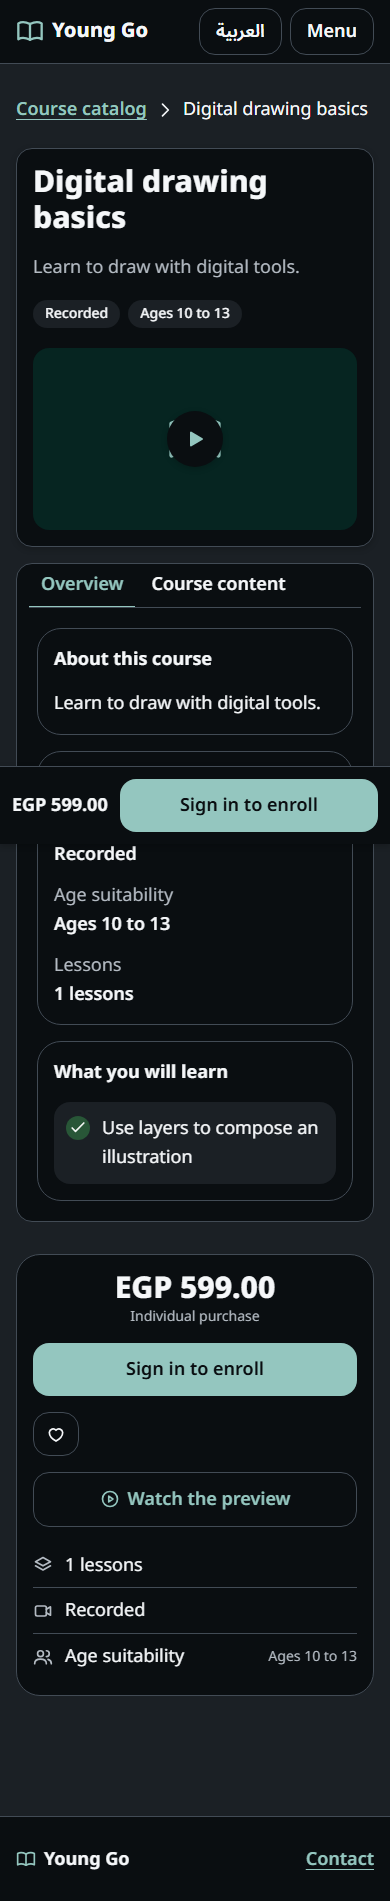 Young Go
العربية
Menu
Course catalog
Digital drawing basics
Digital drawing
basics
Learn to draw with digital tools.
Recorded
Ages 10 to 13
Overview
Course content
About this course
Learn to draw with digital tools.
EGP 599.00
Sign in to enroll
Recorded
Age suitability
Ages 10 to 13
Lessons
1 lessons
What you will learn
Use layers to compose an
illustration
EGP 599.00
Individual purchase
Sign in to enroll
Watch the preview
1 lessons
Recorded
Age suitability
Ages 10 to 13
Young Go
Contact